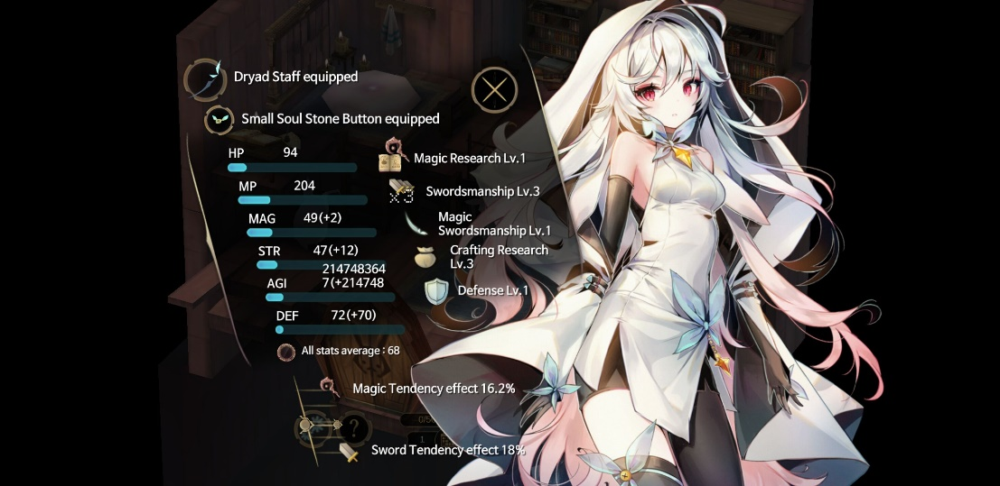 Dryad Staff equipped
Small Soul Stone Button equipped
HP 94
MP 204
MAG 49(+2)
STR 47(+12)
214748364
AGI 7(+214748
DEF 72(+70)
All stats average : 68
Magic Research Lv.1
Swordsmanship Lv.3
Magic
Swordsmanship Lv.1
Crafting Research
Lv.3
Defense Lv.1
Magic Tendency effect 16.2%
?
Sword Tendency effect 18%